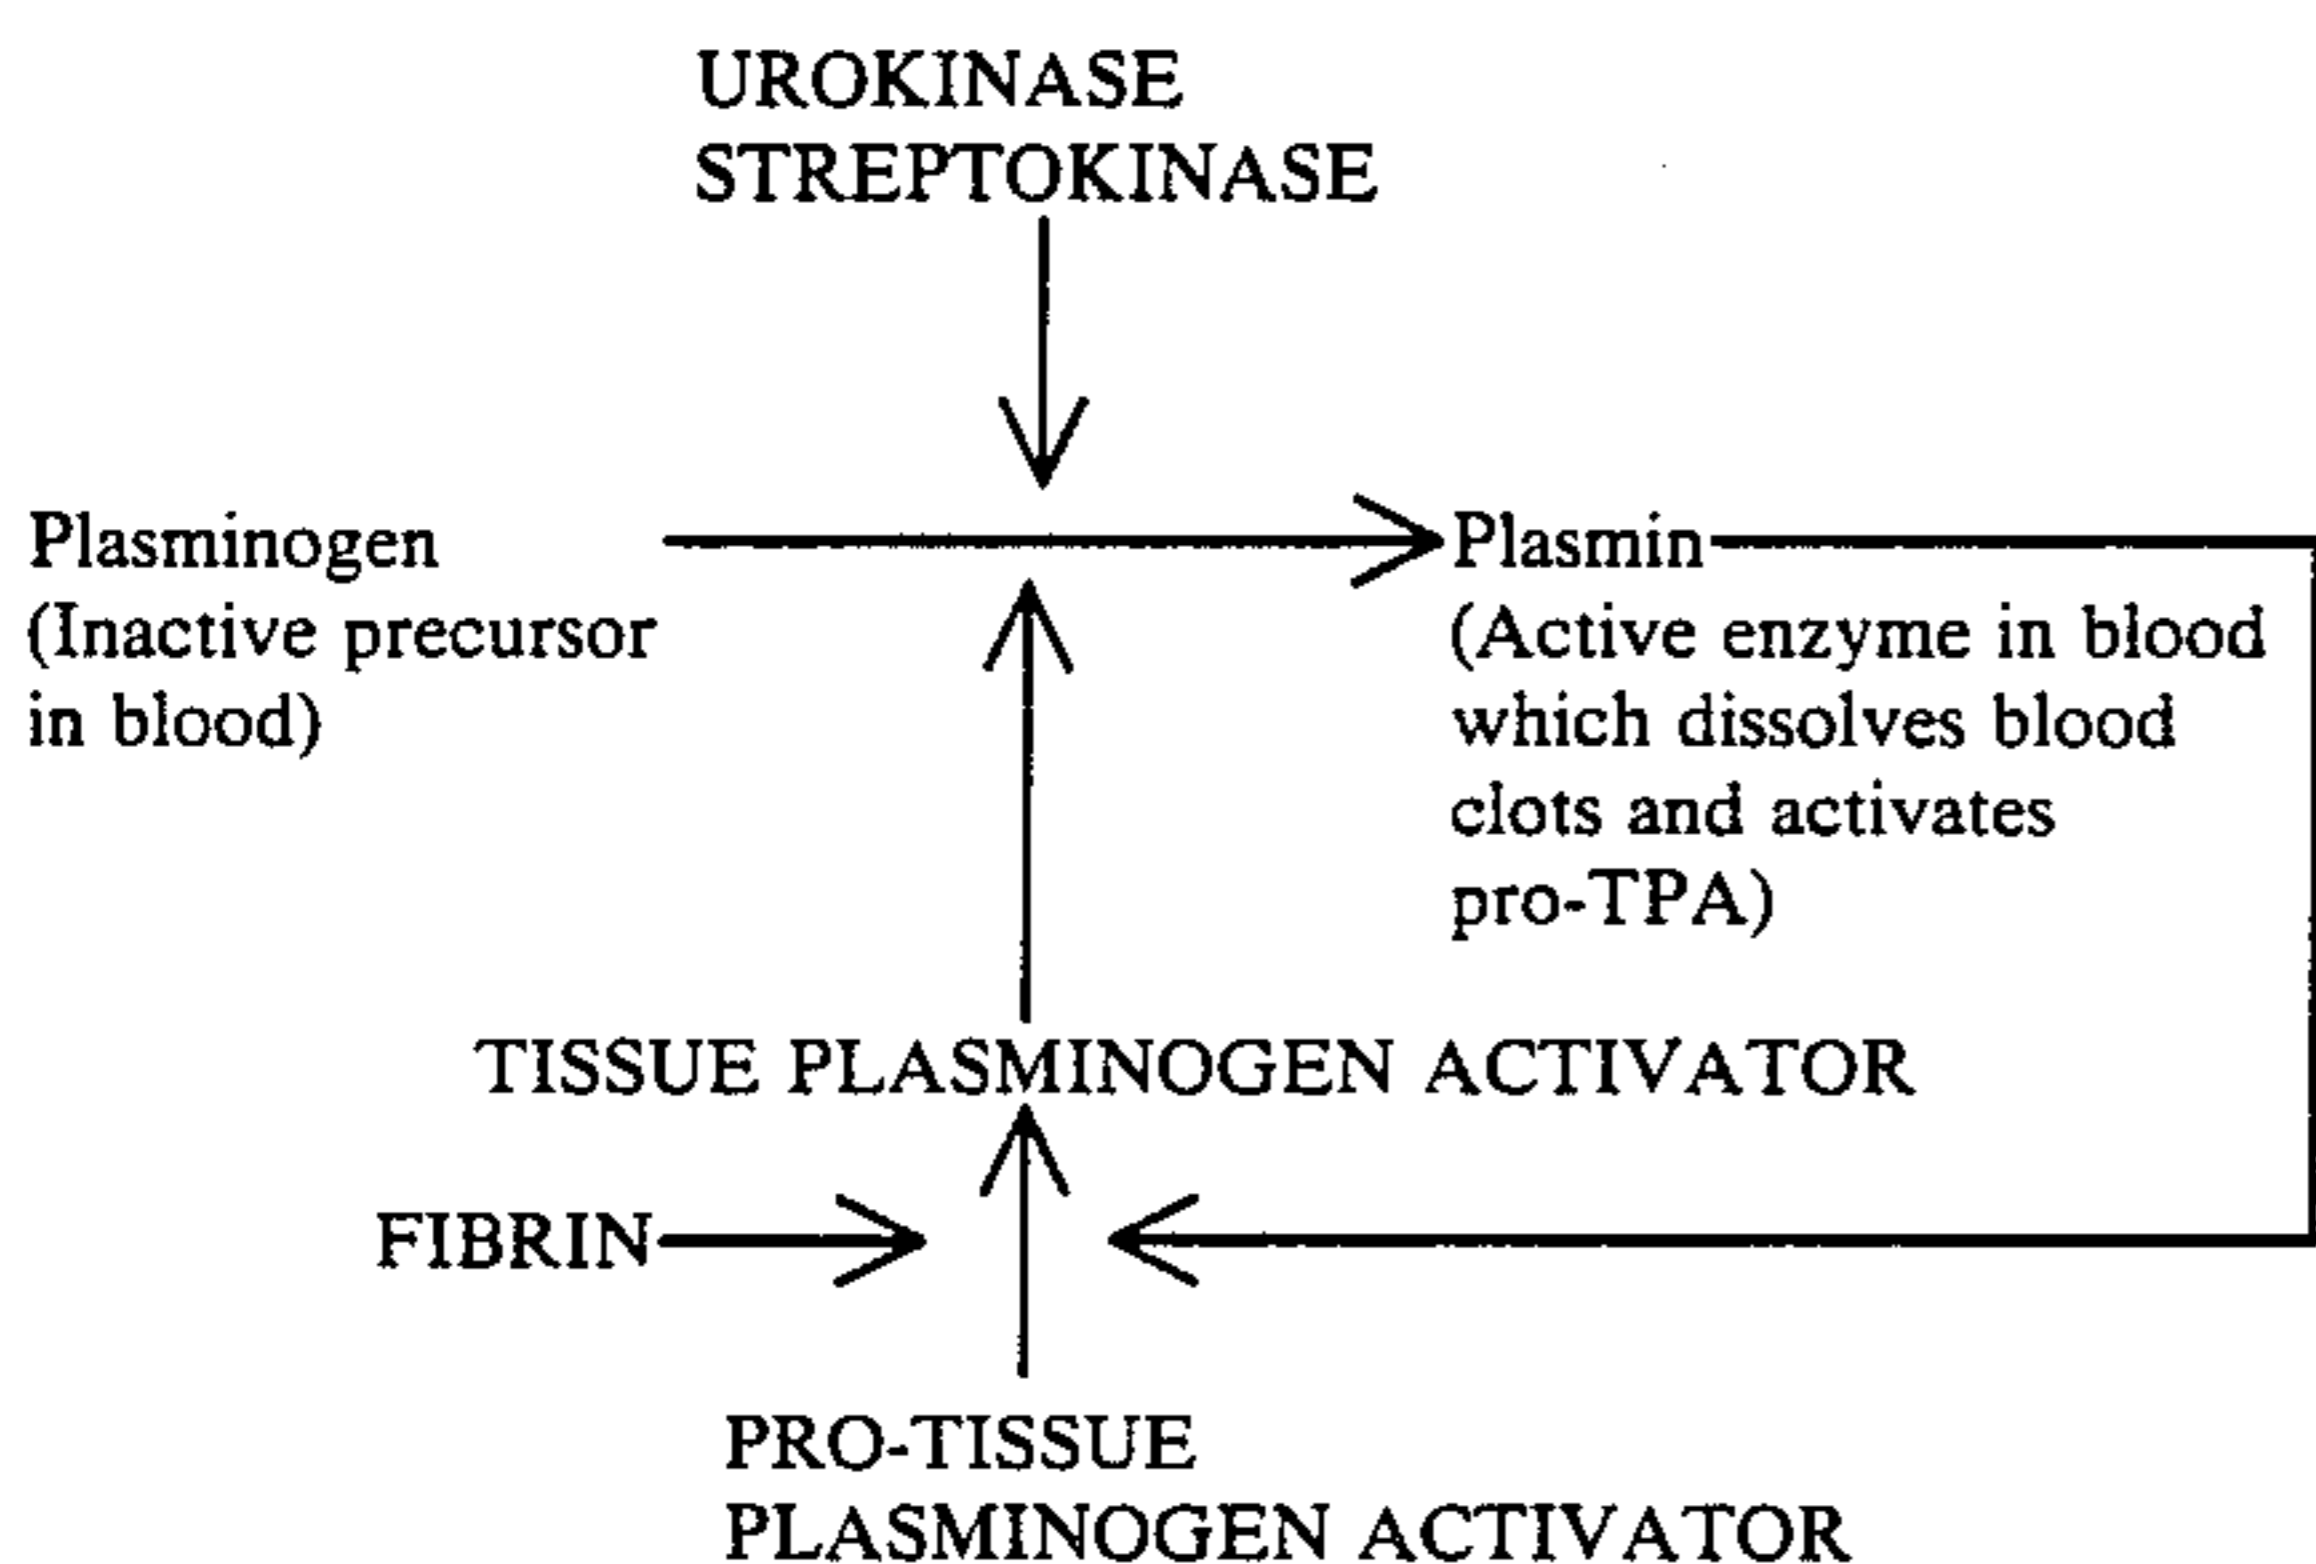 UROKINASE
STREPTOKINASE
Plasminogen
(Inactive precursor
in blood)
Plasmin
(Active enzyme in blood
which dissolves blood
clots and activates
pro-TPA)
TISSUE PLASMINOGEN ACTIVATOR
FIBRIN
PRO-TISSUE
PLASMINOGEN ACTIVATOR